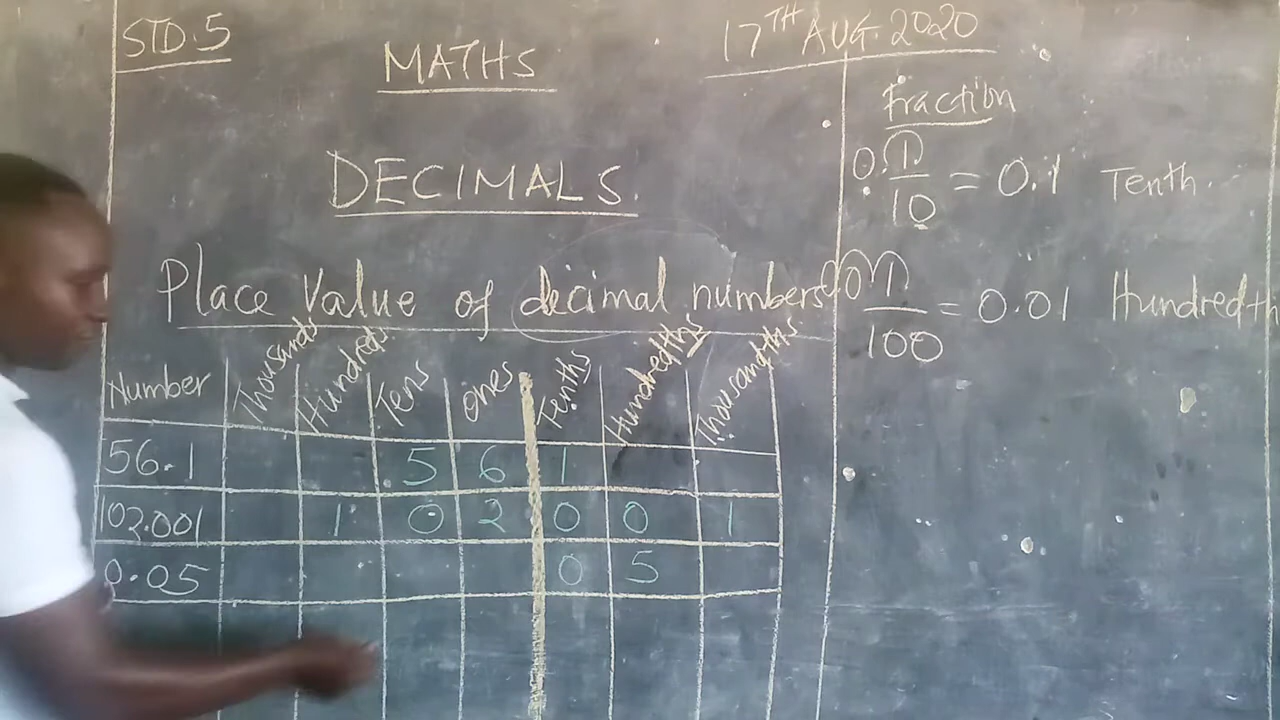 STD.5
MATHS
17TH AUG. 2020
DECIMALS.
Place Value of decimal numbers
Number Thousands Hundreds Tens Ones Tenths Hundredths Thousandths
56.1 5 6 1
102.001 1 0 2 0 0 1
0.05 0 5
Fraction
0.1/10 = 0.1 Tenth.
0.01/100 = 0.01 Hundredth